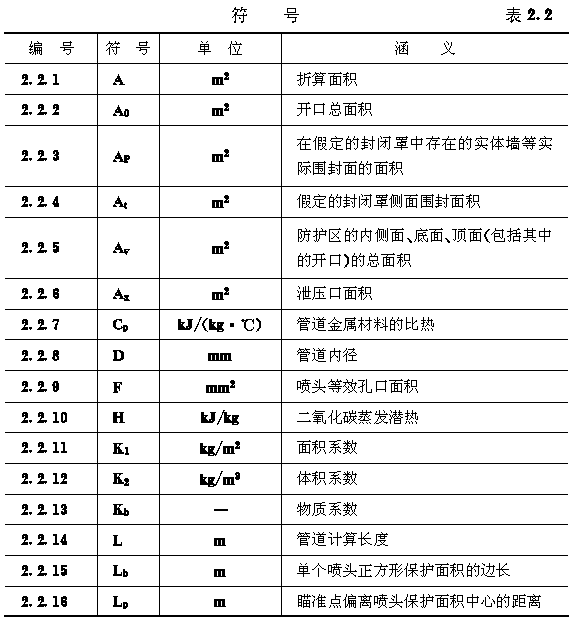 符 号 表2.2
编 号 符 号 单 位 涵 义
2.2.1 A m² 折算面积
2.2.2 A₀ m² 开口总面积
2.2.3 Aₚ m² 在假定的封闭罩中存在的实体墙等实
际围封面的面积
2.2.4 Aₜ m² 假定的封闭罩侧面围封面积
2.2.5 Aᵥ m² 防护区的内侧面、底面、顶面(包括其中
的开口)的总面积
2.2.6 Aₓ m² 泄压口面积
2.2.7 Cₚ kJ/(kg·℃) 管道金属材料的比热
2.2.8 D mm 管道内径
2.2.9 F mm² 喷头等效孔口面积
2.2.10 H kJ/kg 二氧化碳蒸发潜热
2.2.11 K₁ kg/m² 面积系数
2.2.12 K₂ kg/m³ 体积系数
2.2.13 Kb — 物质系数
2.2.14 L m 管道计算长度
2.2.15 Lb m 单个喷头正方形保护面积的边长
2.2.16 Lₚ m 瞄准点偏离喷头保护面积中心的距离